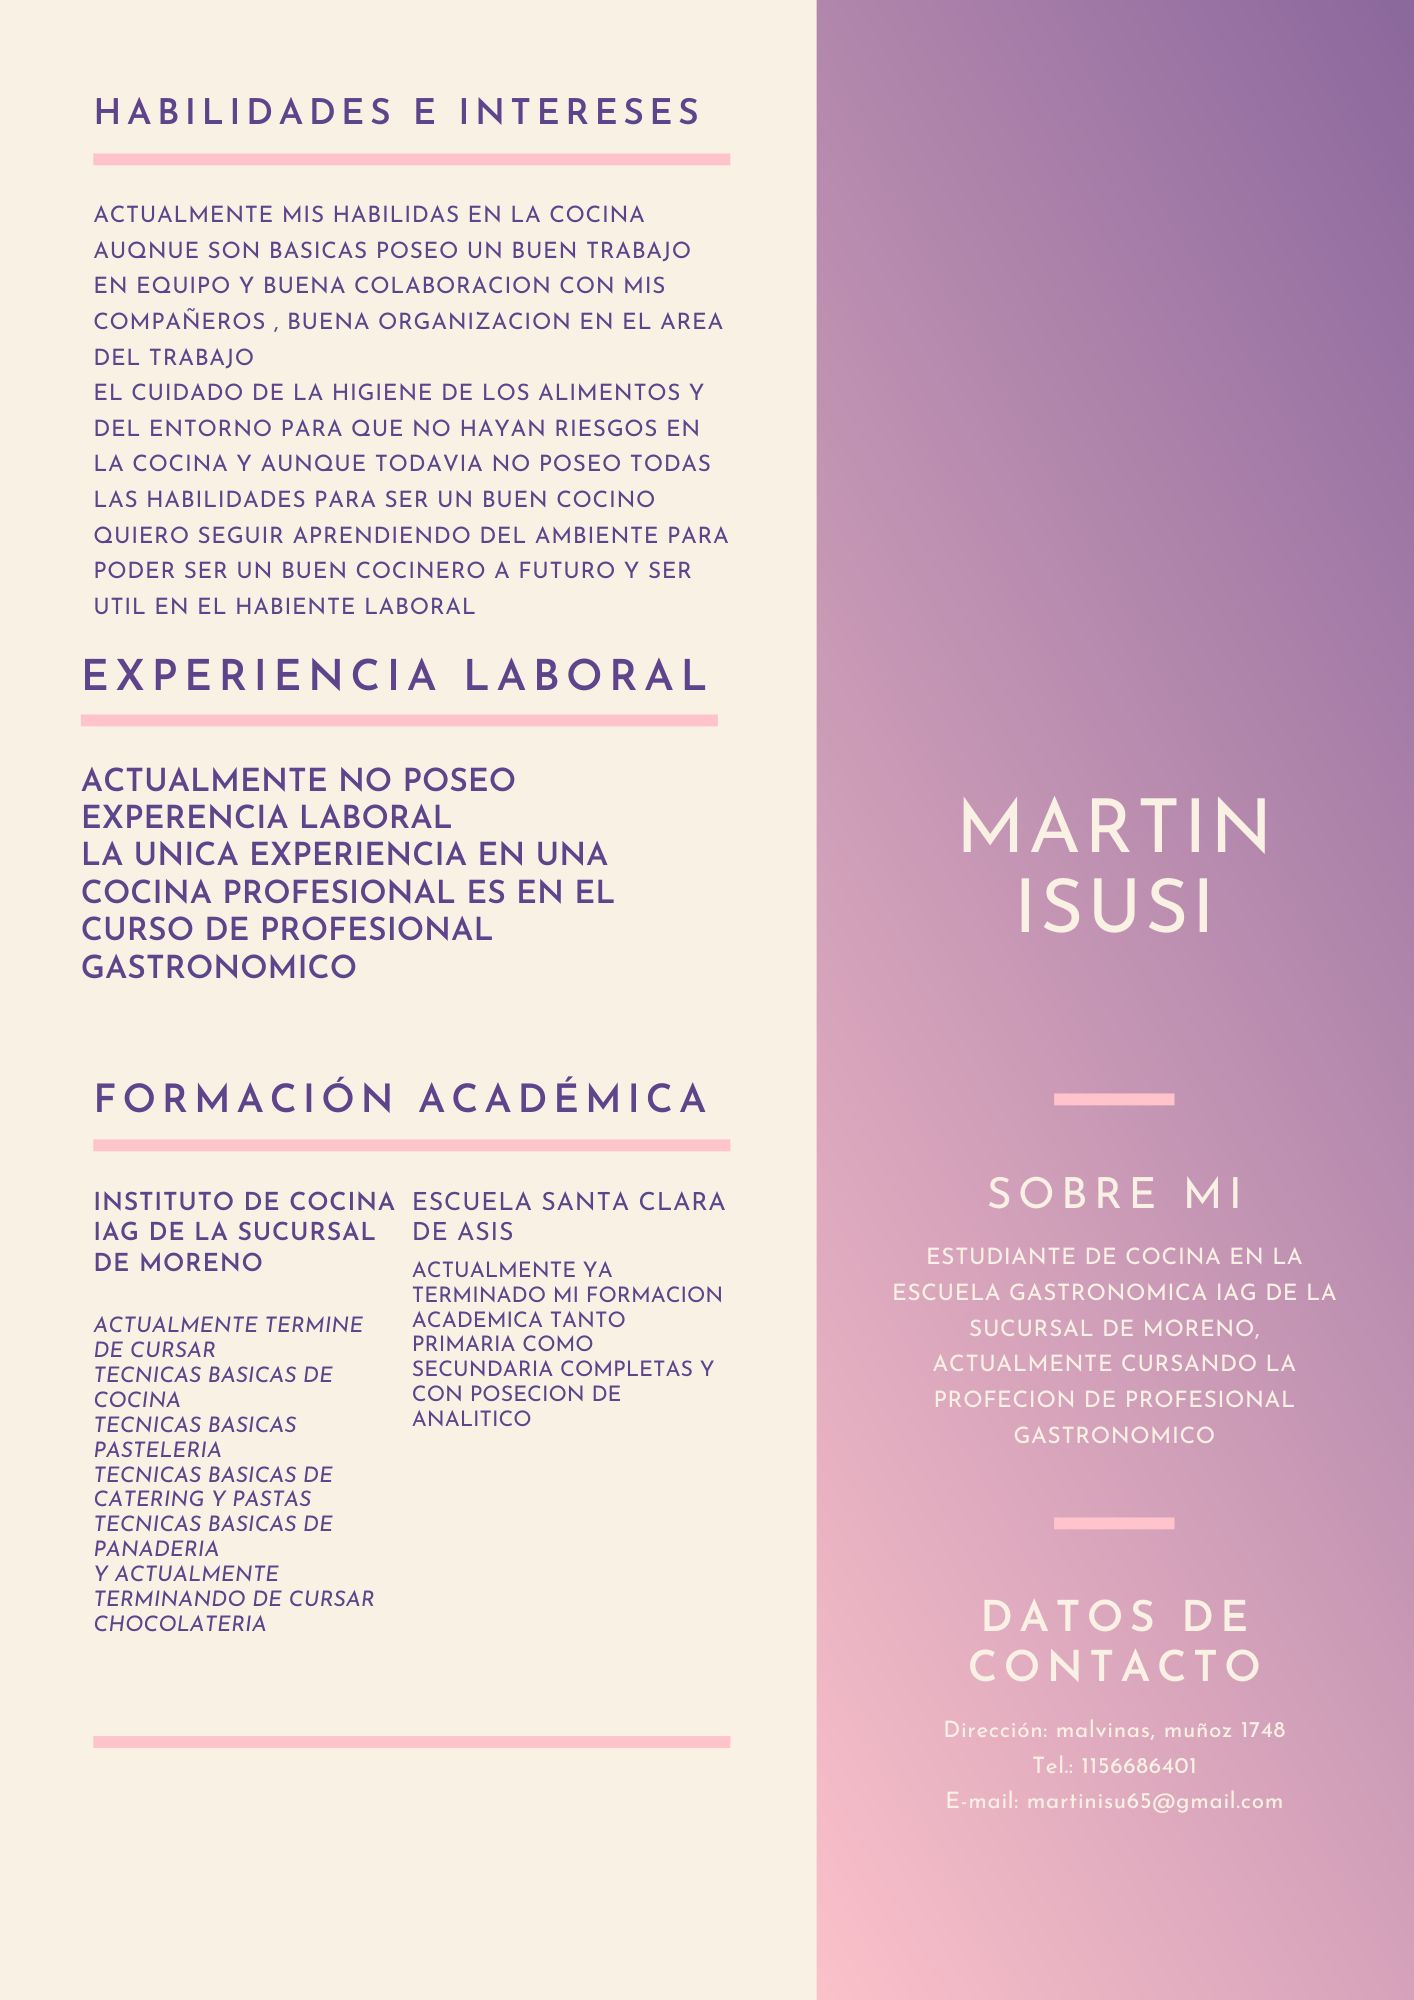 HABILIDADES E INTERESES
ACTUALMENTE MIS HABILIDAS EN LA COCINA
AUQNUE SON BASICAS POSEO UN BUEN TRABAJO
EN EQUIPO Y BUENA COLABORACION CON MIS
COMPAÑEROS , BUENA ORGANIZACION EN EL AREA
DEL TRABAJO
EL CUIDADO DE LA HIGIENE DE LOS ALIMENTOS Y
DEL ENTORNO PARA QUE NO HAYAN RIESGOS EN
LA COCINA Y AUNQUE TODAVIA NO POSEO TODAS
LAS HABILIDADES PARA SER UN BUEN COCINO
QUIERO SEGUIR APRENDIENDO DEL AMBIENTE PARA
PODER SER UN BUEN COCINERO A FUTURO Y SER
UTIL EN EL HABIENTE LABORAL
EXPERIENCIA LABORAL
ACTUALMENTE NO POSEO
EXPERENCIA LABORAL
LA UNICA EXPERIENCIA EN UNA
COCINA PROFESIONAL ES EN EL
CURSO DE PROFESIONAL
GASTRONOMICO
FORMACIÓN ACADÉMICA
INSTITUTO DE COCINA
IAG DE LA SUCURSAL
DE MORENO
ACTUALMENTE TERMINE
DE CURSAR
TECNICAS BASICAS DE
COCINA
TECNICAS BASICAS
PASTELERIA
TECNICAS BASICAS DE
CATERING Y PASTAS
TECNICAS BASICAS DE
PANADERIA
Y ACTUALMENTE
TERMINANDO DE CURSAR
CHOCOLATERIA
ESCUELA SANTA CLARA
DE ASIS
ACTUALMENTE YA
TERMINADO MI FORMACION
ACADEMICA TANTO
PRIMARIA COMO
SECUNDARIA COMPLETAS Y
CON POSECION DE
ANALITICO
MARTIN
ISUSI
SOBRE MI
ESTUDIANTE DE COCINA EN LA
ESCUELA GASTRONOMICA IAG DE LA
SUCURSAL DE MORENO,
ACTUALMENTE CURSANDO LA
PROFECION DE PROFESIONAL
GASTRONOMICO
DATOS DE
CONTACTO
Dirección: malvinas, muñoz 1748
Tel.: 1156686401
E-mail: martinisu65@gmail.com